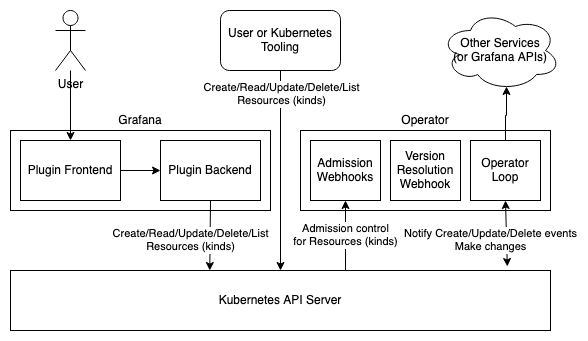 User or Kubernetes
Tooling
Other Services
(or Grafana APIs)
User
Create/Read/Update/Delete/List
Resources (kinds)
Grafana
Operator
Plugin Frontend
Plugin Backend
Admission
Webhooks
Version
Resolution
Webhook
Operator
Loop
Create/Read/Update/Delete/List
Resources (kinds)
Admission control
for Resources (kinds)
Notify Create/Update/Delete events
Make changes
Kubernetes API Server